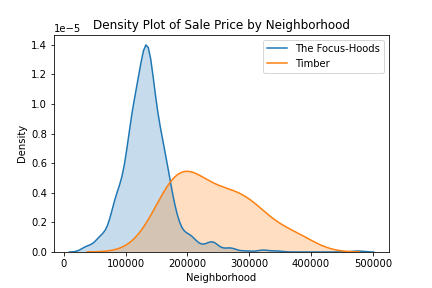 Density Plot of Sale Price by Neighborhood
1e−5
The Focus-Hoods
Timber
1.4
1.2
1.0
0.8
0.6
0.4
0.2
0.0
Density
0
100000
200000
300000
400000
500000
Neighborhood